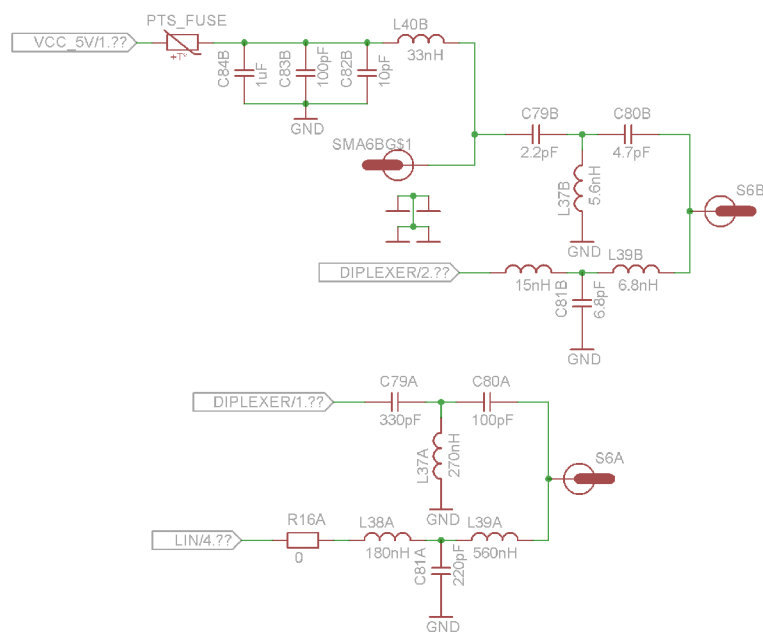 PTS_FUSE
L40B
VCC_5V/1.??
+T°
C84B
1uF
C83B
100pF
C82B
10pF
33nH
GND
C79B
C80B
SMA6BG$1
2.2pF
4.7pF
L37B
5.6nH
S6B
GND
L39B
DIPLEXER/2.??
15nH
C81B
6.8pF
6.8nH
GND
C79A
C80A
DIPLEXER/1.??
330pF
100pF
L37A
270nH
S6A
GND
R16A
L38A
L39A
LIN/4.??
0
180nH
C81A
220pF
560nH
GND